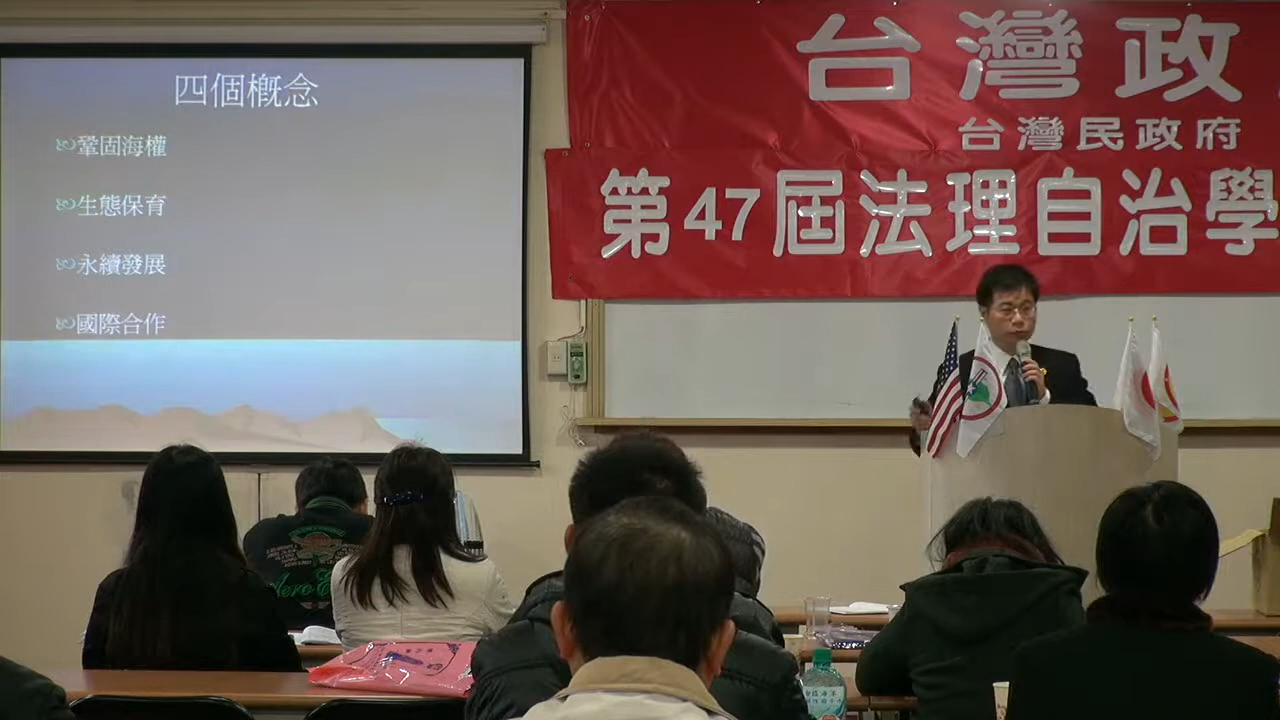 四個概念
鞏固海權
生態保育
永續發展
國際合作
台灣政
台灣民政府
第47屆法理自治學